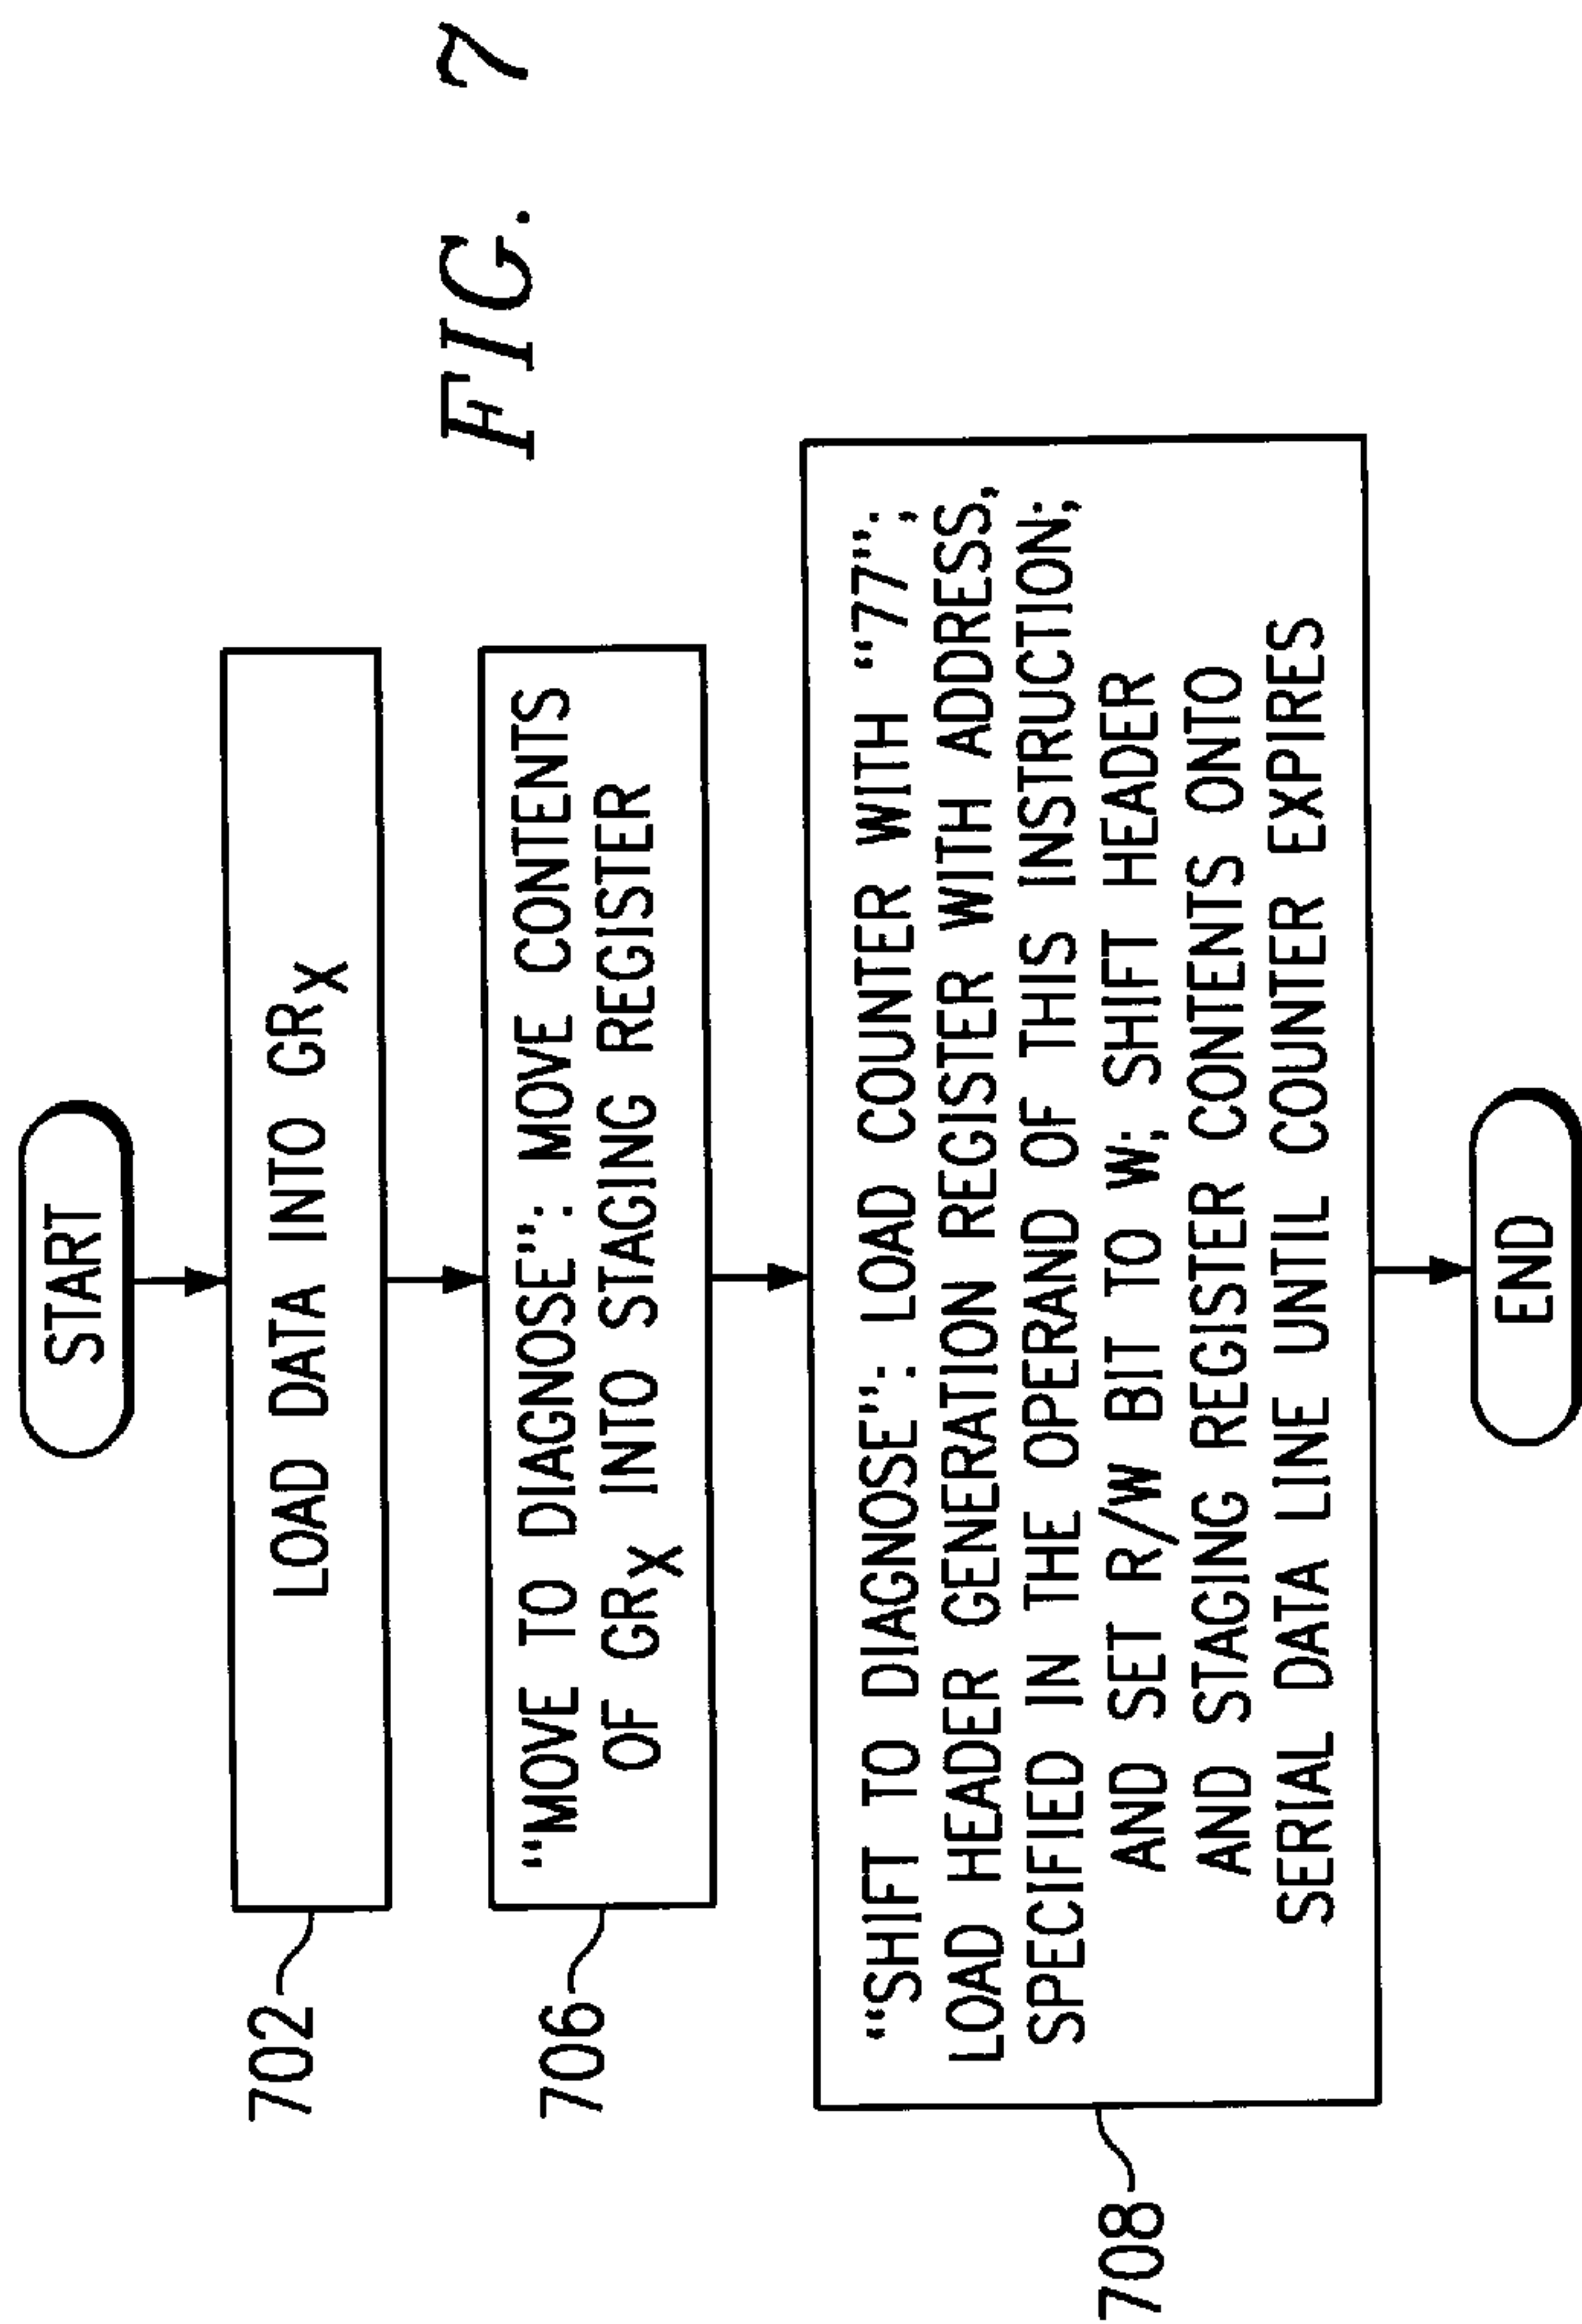 START
702
LOAD DATA INTO GRX
706
"MOVE TO DIAGNOSE": MOVE CONTENTS
OF GRX INTO STAGING REGISTER
708
"SHIFT TO DIAGNOSE": LOAD COUNTER WITH "77";
LOAD HEADER GENERATION REGISTER WITH ADDRESS,
SPECIFIED IN THE OPERAND OF THIS INSTRUCTION;
AND SET R/W BIT TO W; SHIFT HEADER
AND STAGING REGISTER CONTENTS ONTO
SERIAL DATA LINE UNTIL COUNTER EXPIRES
END
FIG. 7